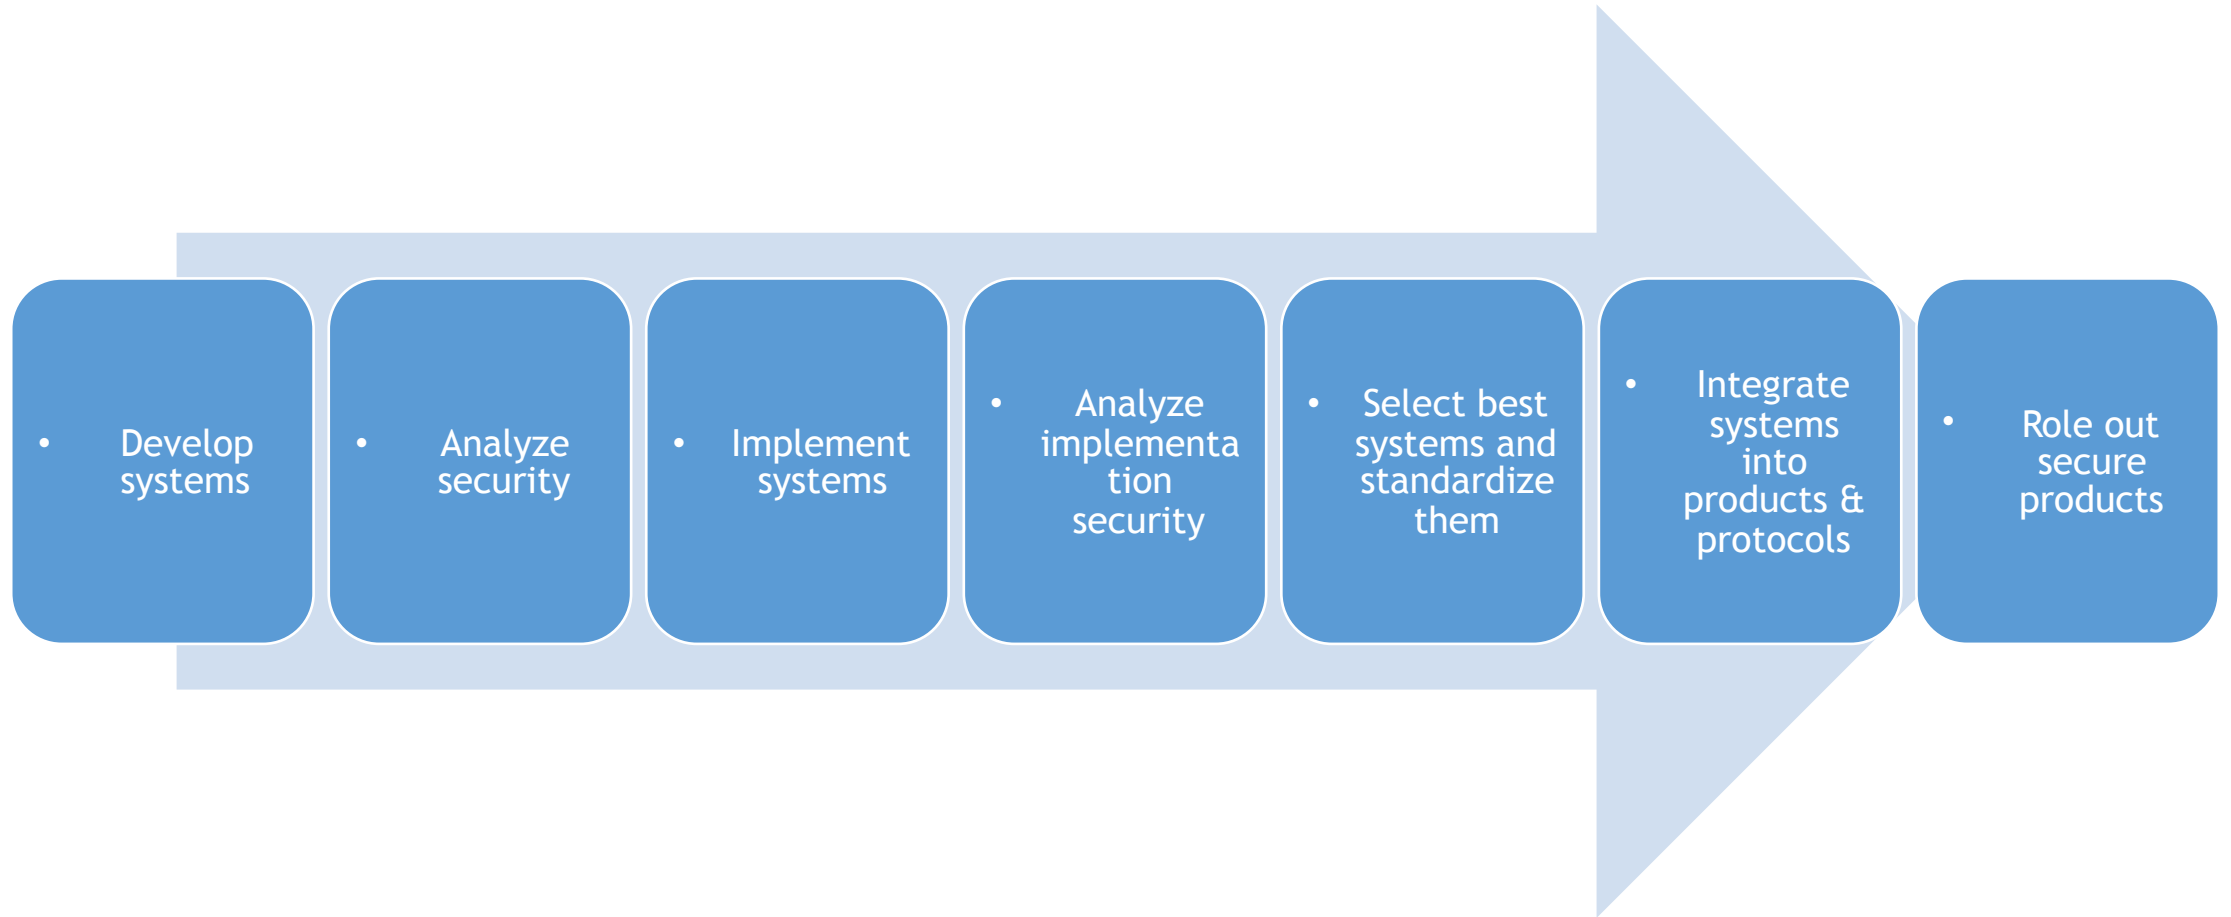 • Develop
systems
• Analyze
security
• Implement
systems
• Analyze
implementa
tion
security
• Select best
systems and
standardize
them
• Integrate
systems
into
products &
protocols
• Role out
secure
products